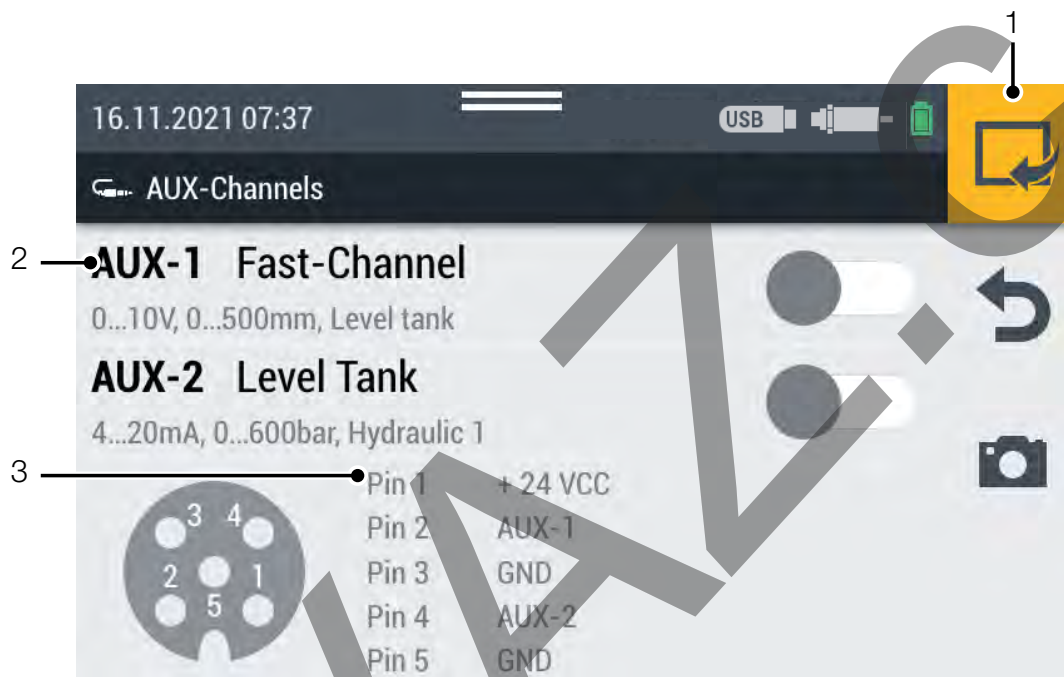 1
16.11.2021 07:37
USB
AUX-Channels
2
AUX-1 Fast-Channel
0...10V, 0...500mm, Level tank
AUX-2 Level Tank
4...20mA, 0...600bar, Hydraulic 1
3
Pin 1 + 24 VCC
Pin 2 AUX-1
Pin 3 GND
Pin 4 AUX-2
Pin 5 GND
3 4
2 1
5